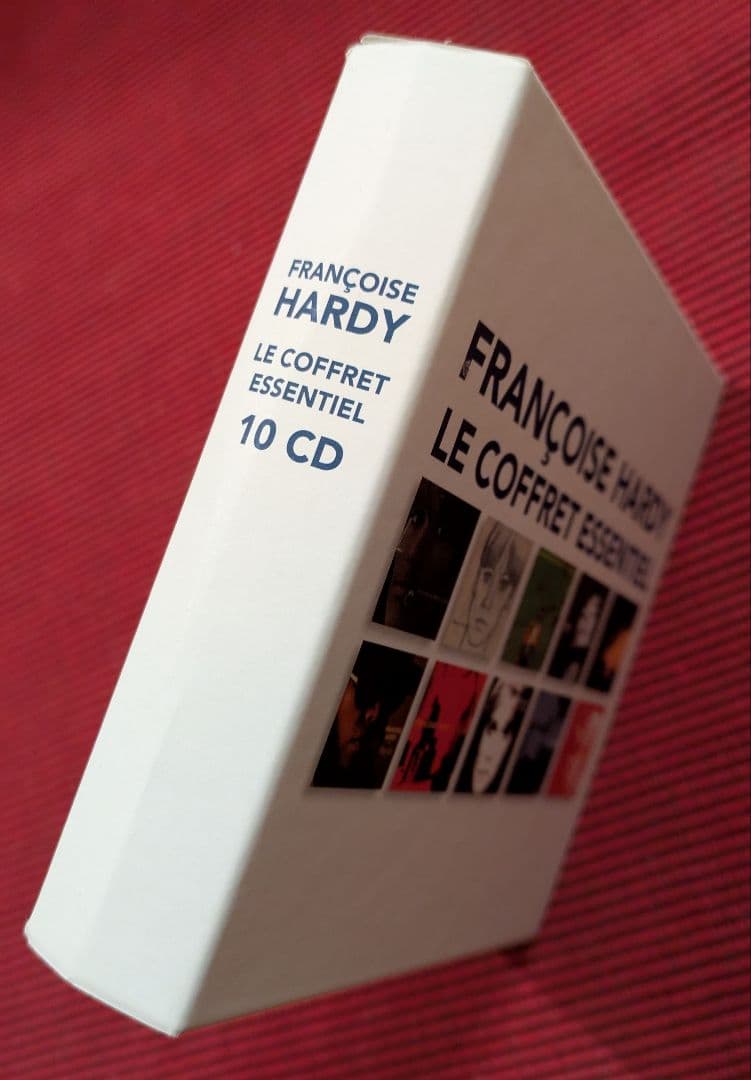 FRANÇOISE
HARDY
LE COFFRET
ESSENTIEL
10 CD
FRANÇOISE HARDY
LE COFFRET ESSENTIEL